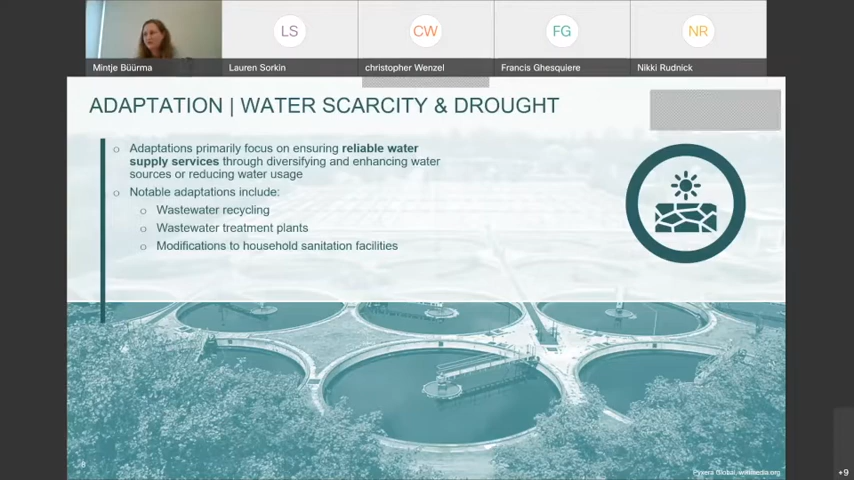 LS
CW
FG
NR
Mintje Büürma
Lauren Sorkin
christopher Wenzel
Francis Ghesquiere
Nikki Rudnick
ADAPTATION | WATER SCARCITY & DROUGHT
o Adaptations primarily focus on ensuring reliable water
supply services through diversifying and enhancing water
sources or reducing water usage
o Notable adaptations include:
o Wastewater recycling
o Wastewater treatment plants
o Modifications to household sanitation facilities
Pyxera Global, wikimedia.org
+9